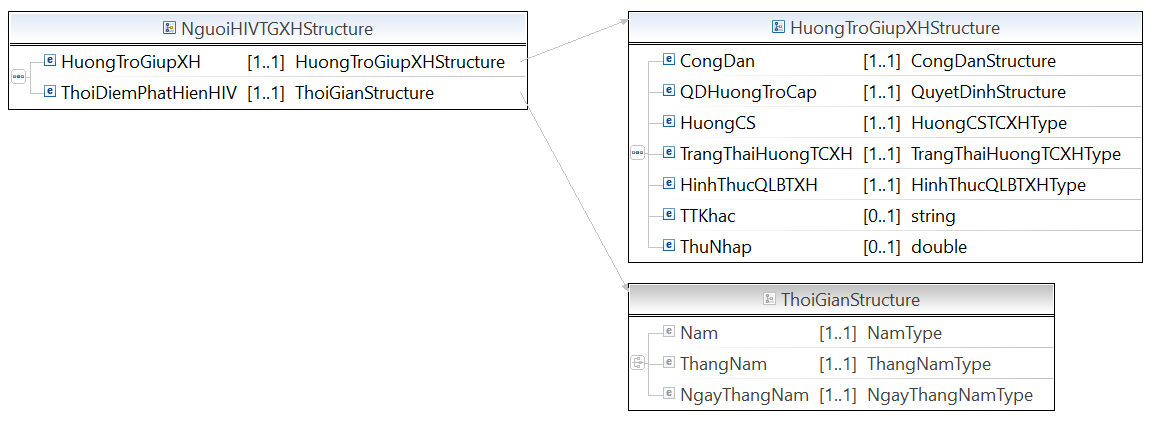 NguoiHIVTGXHStructure
HuongTroGiupXH [1..1] HuongTroGiupXHStructure
ThoiDiemPhatHienHIV [1..1] ThoiGianStructure
HuongTroGiupXHStructure
CongDan [1..1] CongDanStructure
QDHuongTroCap [1..1] QuyetDinhStructure
HuongCS [1..1] HuongCSTCXHType
TrangThaiHuongTCXH [1..1] TrangThaiHuongTCXHType
HinhThucQLBTXH [1..1] HinhThucQLBTXHType
TTKhac [0..1] string
ThuNhap [0..1] double
ThoiGianStructure
Nam [1..1] NamType
ThangNam [1..1] ThangNamType
NgayThangNam [1..1] NgayThangNamType